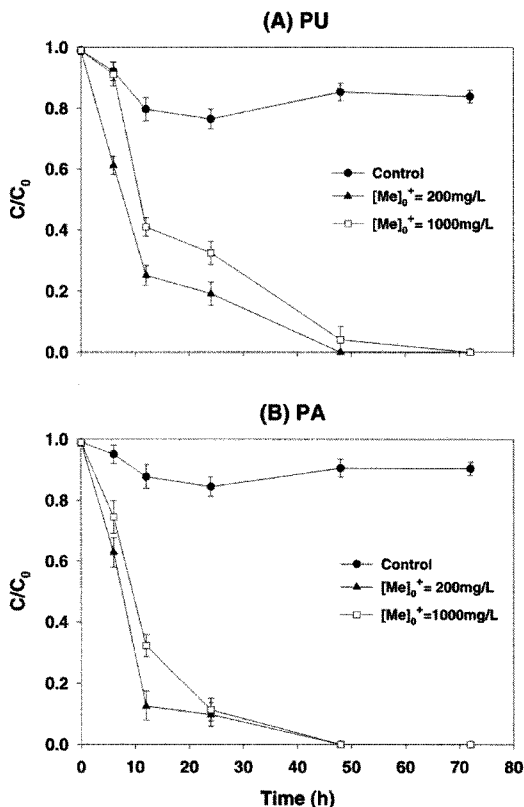 (A) PU
1.0
0.8
0.6
0.4
0.2
0.0
C/C₀
Control
[Me]₀⁺= 200mg/L
[Me]₀⁺= 1000mg/L
(B) PA
1.0
0.8
0.6
0.4
0.2
0.0
C/C₀
Control
[Me]₀⁺= 200mg/L
[Me]₀⁺=1000mg/L
0 10 20 30 40 50 60 70 80
Time (h)